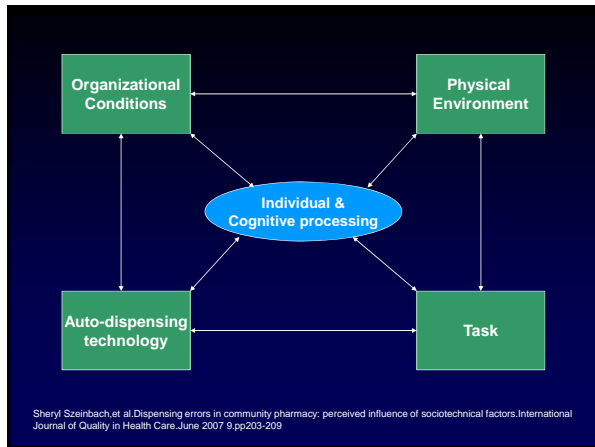 Organizational
Conditions
Physical
Environment
Individual &
Cognitive processing
Auto-dispensing
technology
Task
Sheryl Szeinbach,et al.Dispensing errors in community pharmacy: perceived influence of sociotechnical factors.International
Journal of Quality in Health Care.June 2007 9.pp203-209